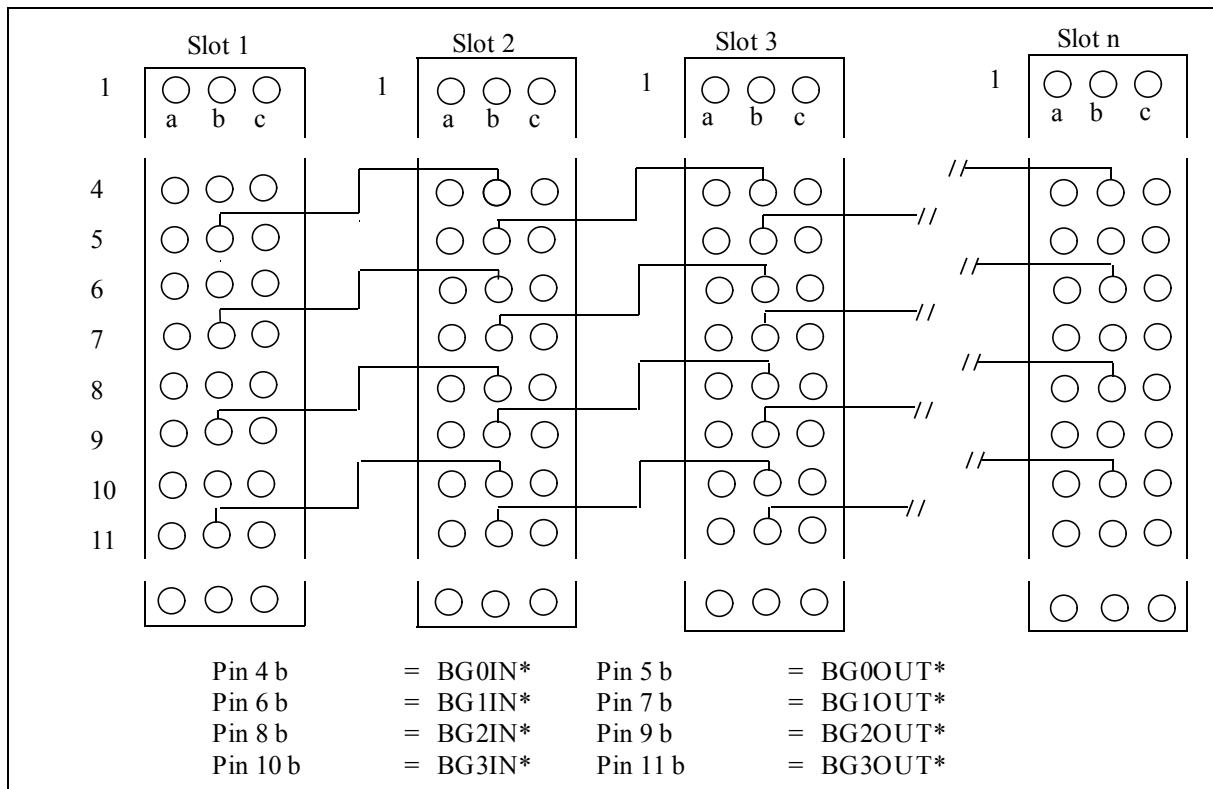 Slot 1 Slot 2 Slot 3 Slot n
1 1 1 1
a b c a b c a b c a b c
4
5
6
7
8
9
10
11
Pin 4 b = BG0IN* Pin 5 b = BG0OUT*
Pin 6 b = BG1IN* Pin 7 b = BG1OUT*
Pin 8 b = BG2IN* Pin 9 b = BG2OUT*
Pin 10 b = BG3IN* Pin 11 b = BG3OUT*